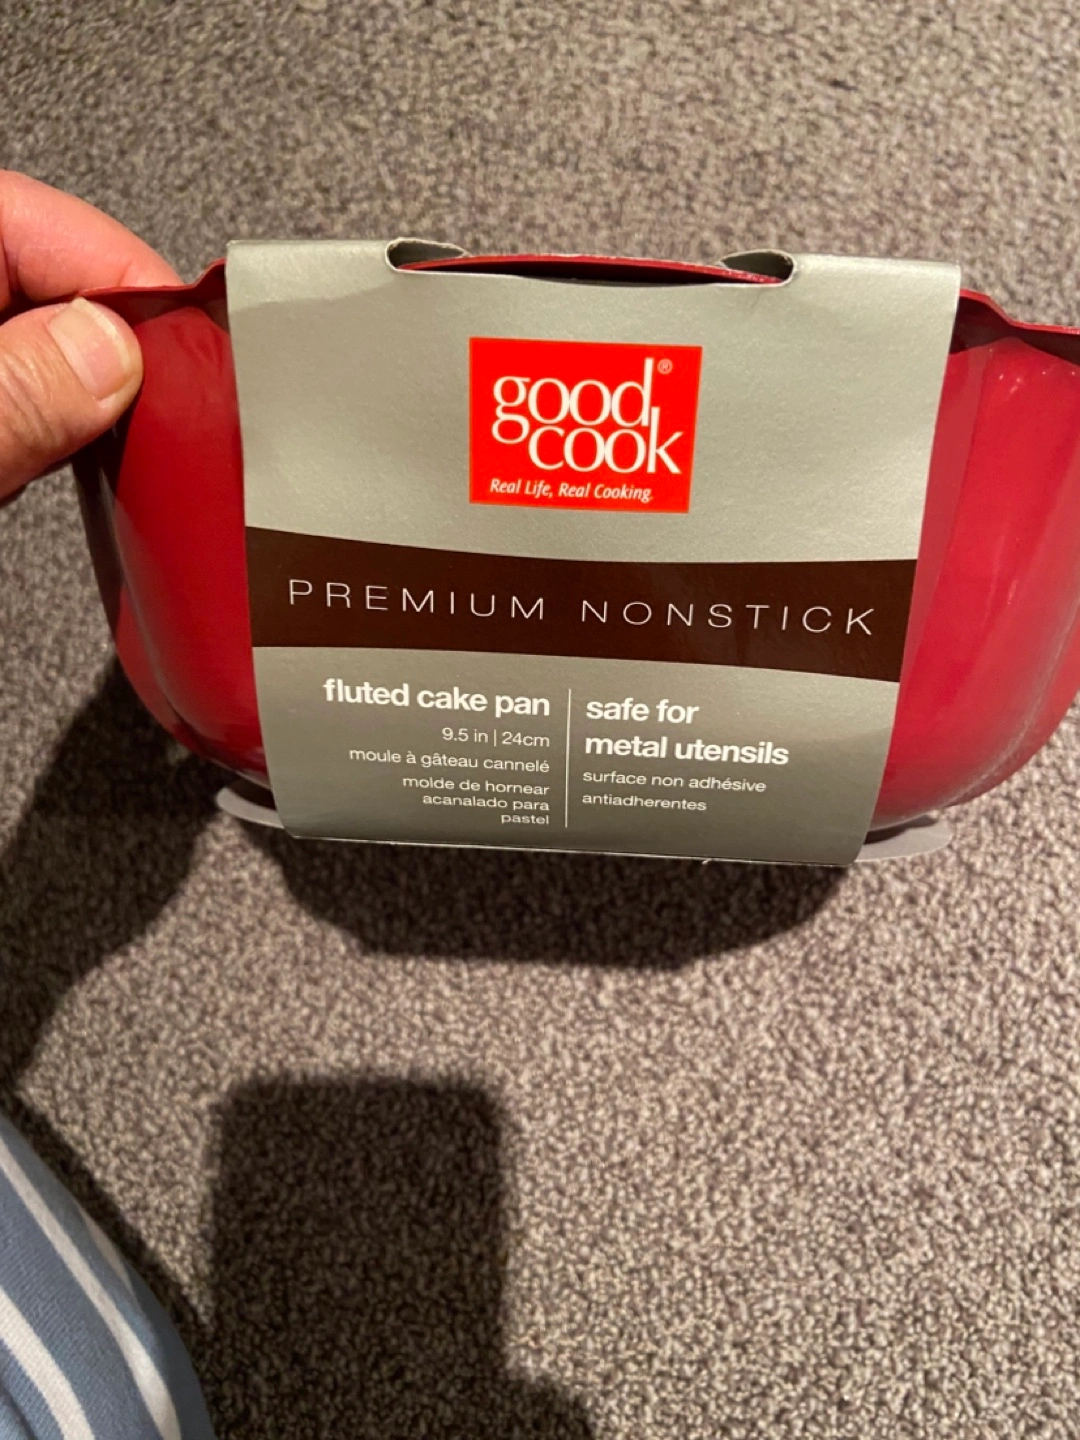 good®
cook
Real Life, Real Cooking.
PREMIUM NONSTICK
fluted cake pan
9.5 in | 24cm
moule à gâteau cannelé
molde de hornear
acanalado para
pastel
safe for
metal utensils
surface non adhésive
antiadherentes